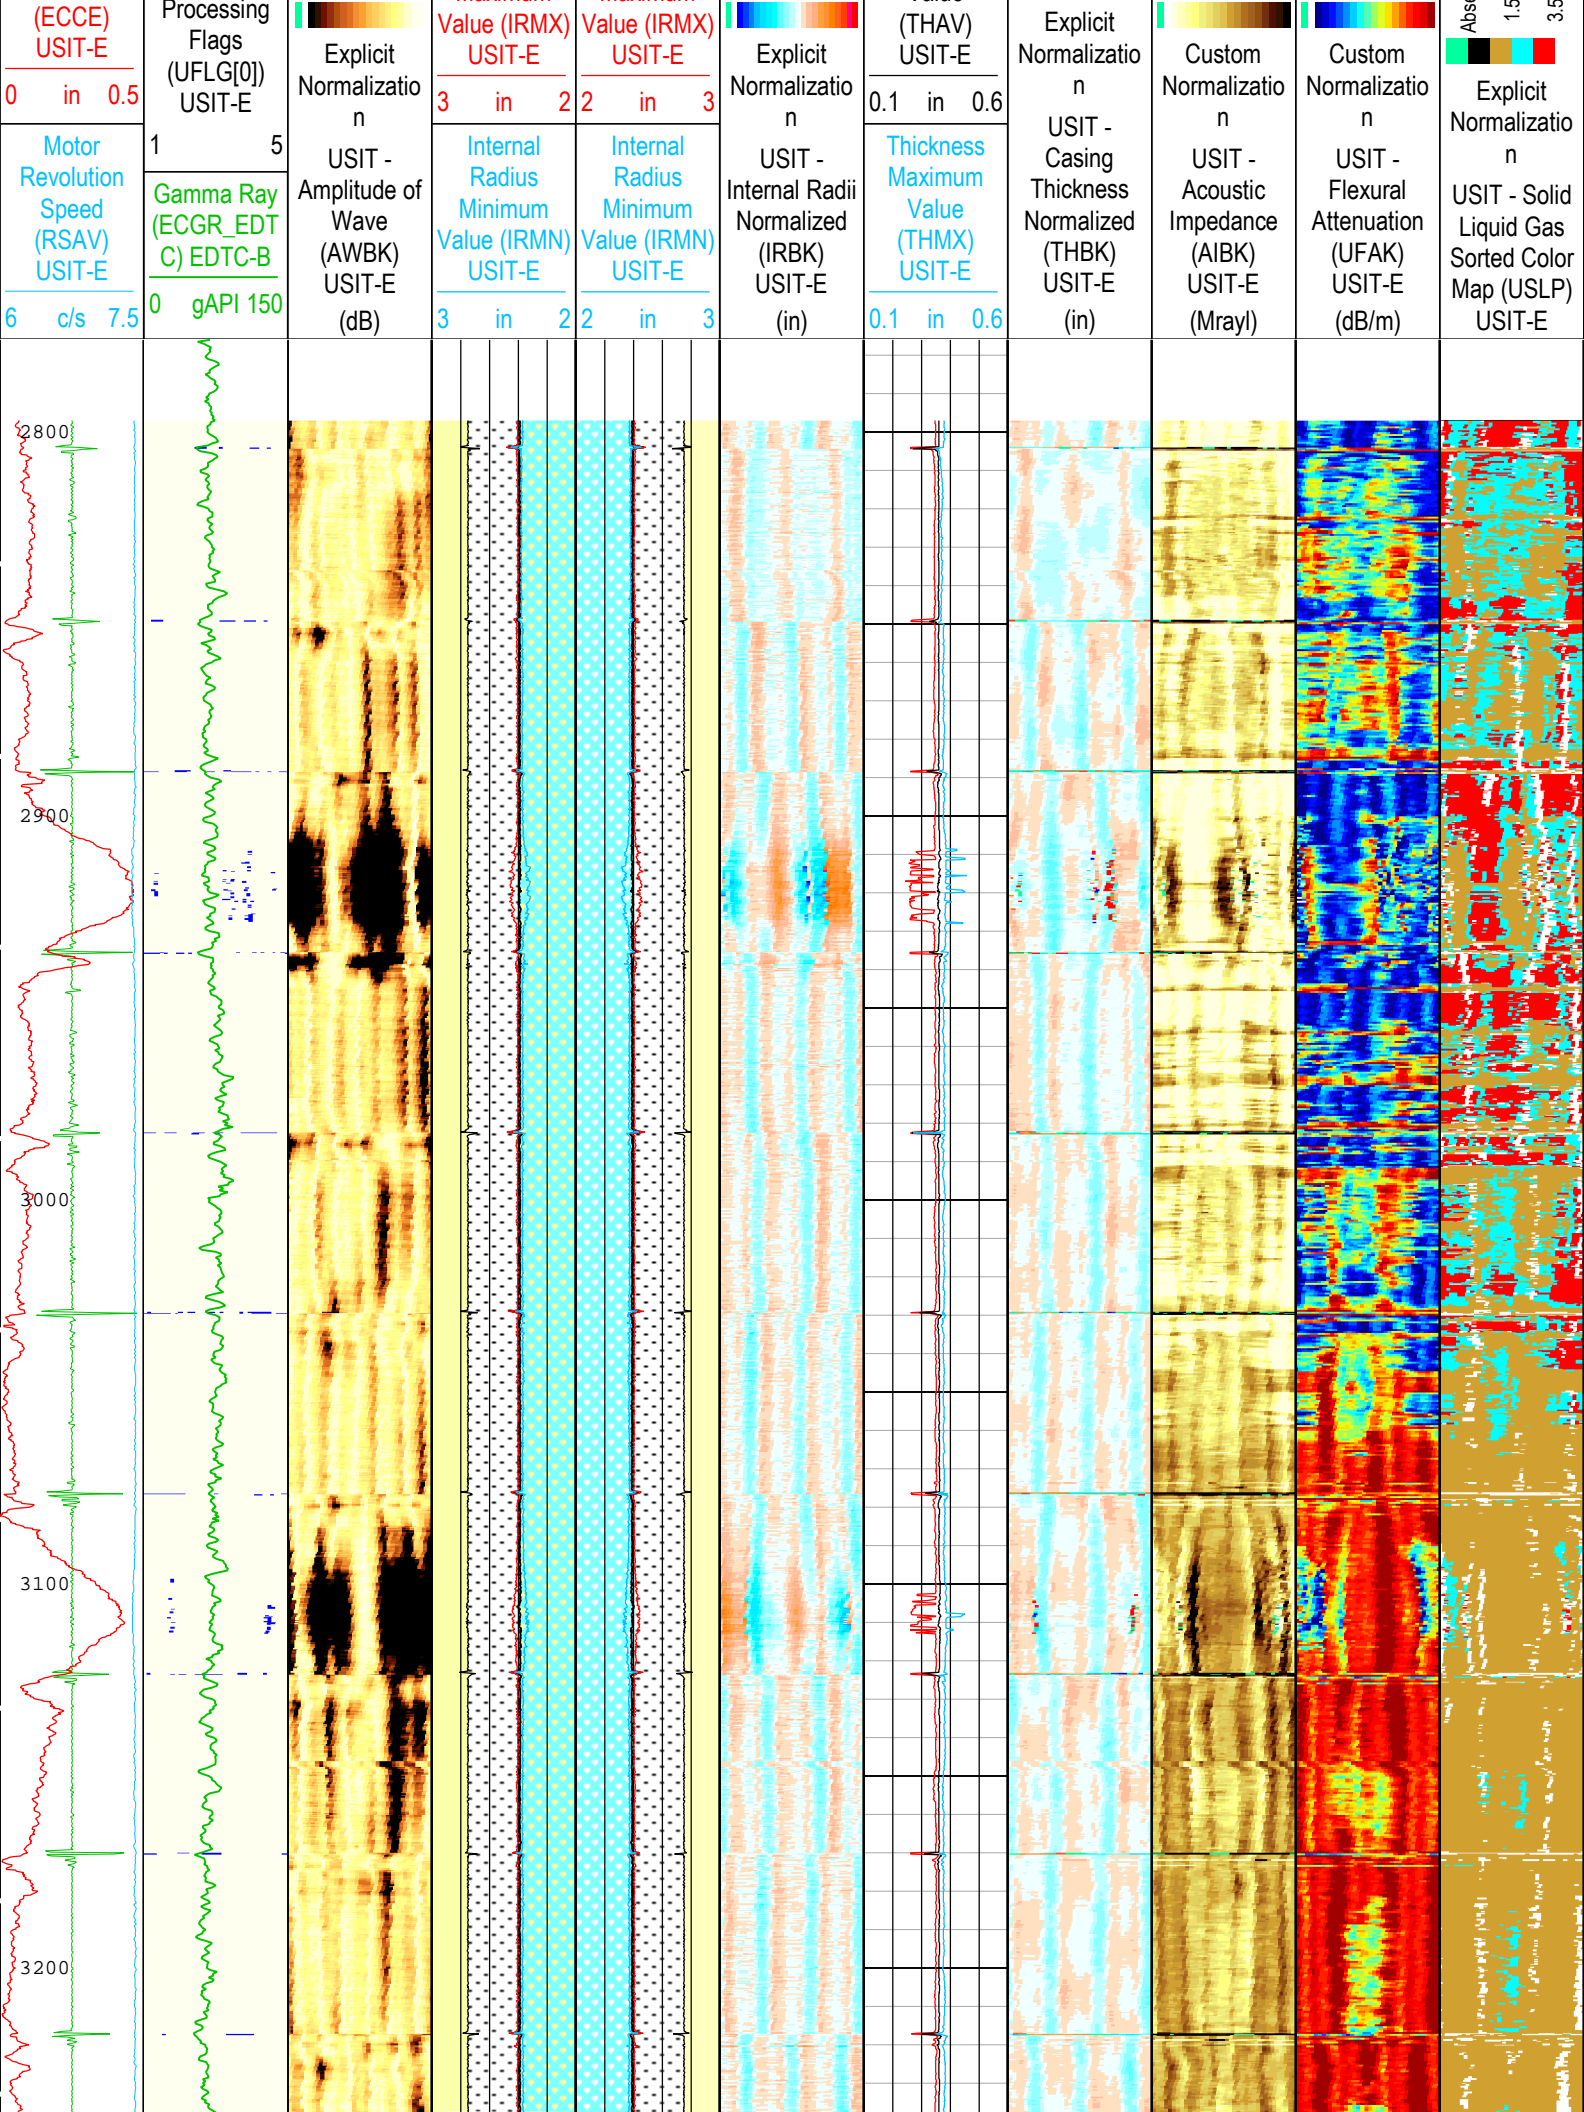 (ECCE)
USIT-E
0 in 0.5
Motor
Revolution
Speed
(RSAV)
USIT-E
6 c/s 7.5
Processing
Flags
(UFLG[0])
USIT-E
1 5
Gamma Ray
(ECGR_EDT
C) EDTC-B
0 gAPI 150
Explicit
Normalizatio
n
USIT -
Amplitude of
Wave
(AWBK)
USIT-E
(dB)
Value (IRMX)
USIT-E
3 in 2
Internal
Radius
Minimum
Value (IRMN)
USIT-E
3 in 2
Value (IRMX)
USIT-E
2 in 3
Internal
Radius
Minimum
Value (IRMN)
USIT-E
2 in 3
Explicit
Normalizatio
n
USIT -
Internal Radii
Normalized
(IRBK)
USIT-E
(in)
(THAV)
USIT-E
0.1 in 0.6
Thickness
Maximum
Value
(THMX)
USIT-E
0.1 in 0.6
Explicit
Normalizatio
n
USIT -
Casing
Thickness
Normalized
(THBK)
USIT-E
(in)
Custom
Normalizatio
n
USIT -
Acoustic
Impedance
(AIBK)
USIT-E
(Mrayl)
Custom
Normalizatio
n
USIT -
Flexural
Attenuation
(UFAK)
USIT-E
(dB/m)
1.5
3.5
Explicit
Normalizatio
n
USIT - Solid
Liquid Gas
Sorted Color
Map (USLP)
USIT-E
2800
2900
3000
3100
3200